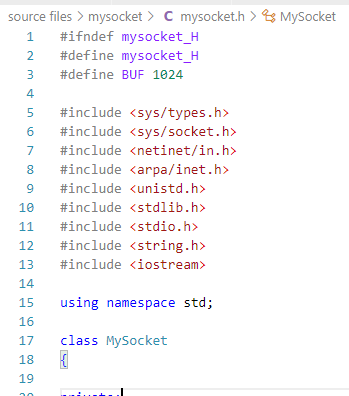 source files > mysocket > C mysocket.h > MySocket
1 #ifndef mysocket_H
2 #define mysocket_H
3 #define BUF 1024
4
5 #include <sys/types.h>
6 #include <sys/socket.h>
7 #include <netinet/in.h>
8 #include <arpa/inet.h>
9 #include <unistd.h>
10 #include <stdlib.h>
11 #include <stdio.h>
12 #include <string.h>
13 #include <iostream>
14
15 using namespace std;
16
17 class MySocket
18 {
19
20 private: